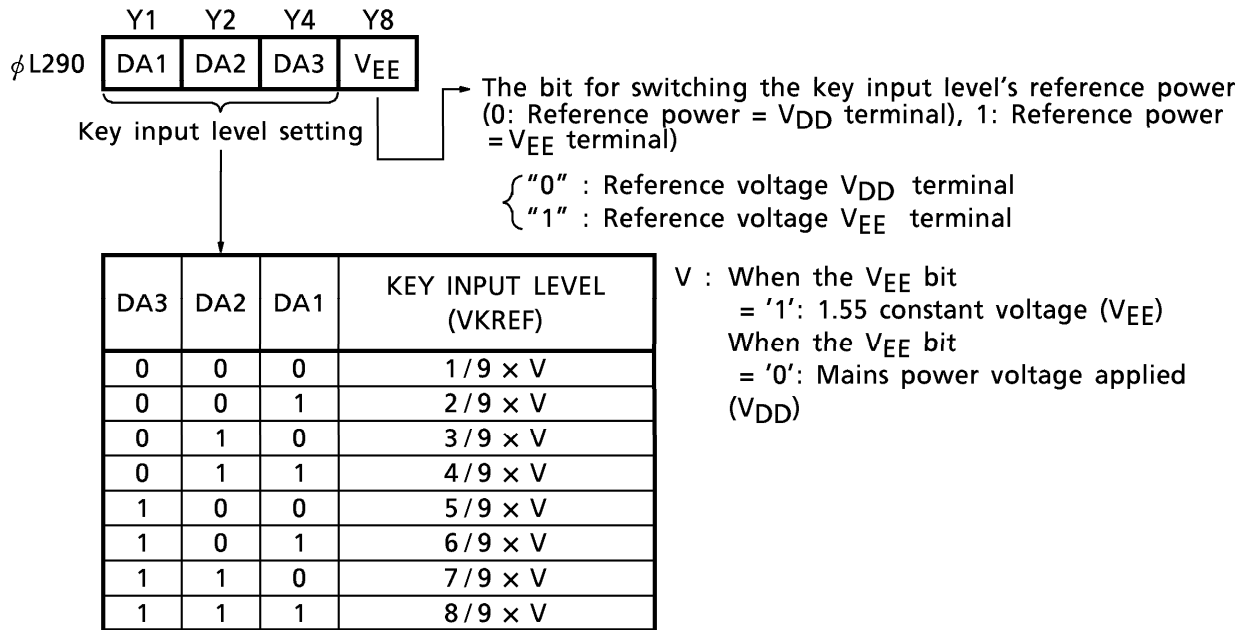 Y1 Y2 Y4 Y8
ϕL290 DA1 DA2 DA3 VEE
The bit for switching the key input level's reference power
(0: Reference power = VDD terminal), 1: Reference power
=VEE terminal)
Key input level setting
"0" : Reference voltage VDD terminal
"1" : Reference voltage VEE terminal
DA3 DA2 DA1 KEY INPUT LEVEL
(VKREF)
0 0 0 1/9 × V
0 0 1 2/9 × V
0 1 0 3/9 × V
0 1 1 4/9 × V
1 0 0 5/9 × V
1 0 1 6/9 × V
1 1 0 7/9 × V
1 1 1 8/9 × V
V : When the VEE bit
= '1': 1.55 constant voltage (VEE)
When the VEE bit
= '0': Mains power voltage applied
(VDD)